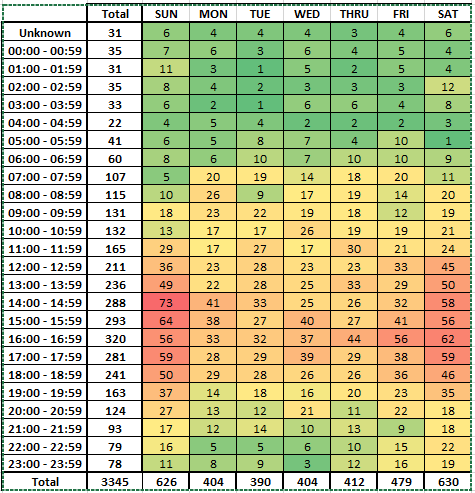 Total SUN MON TUE WED THRU FRI SAT
Unknown 31 6 4 4 4 3 4 6
00:00 - 00:59 35 7 6 3 6 4 5 4
01:00 - 01:59 31 11 3 1 5 2 5 4
02:00 - 02:59 35 8 4 2 3 3 3 12
03:00 - 03:59 33 6 2 1 6 6 4 8
04:00 - 04:59 22 4 5 4 2 2 2 3
05:00 - 05:59 41 6 5 8 7 4 10 1
06:00 - 06:59 60 8 6 10 7 10 10 9
07:00 - 07:59 107 5 20 19 14 18 20 11
08:00 - 08:59 115 10 26 9 17 19 14 20
09:00 - 09:59 131 18 23 22 19 18 12 19
10:00 - 10:59 132 13 17 17 26 19 19 21
11:00 - 11:59 165 29 17 27 17 30 21 24
12:00 - 12:59 211 36 23 28 23 23 33 45
13:00 - 13:59 236 49 22 28 25 33 29 50
14:00 - 14:59 288 73 41 33 25 26 32 58
15:00 - 15:59 293 64 38 27 40 27 41 56
16:00 - 16:59 320 56 33 32 37 44 56 62
17:00 - 17:59 281 59 28 29 39 29 38 59
18:00 - 18:59 241 50 29 28 26 26 36 46
19:00 - 19:59 163 37 14 18 16 20 23 35
20:00 - 20:59 124 27 13 12 21 11 22 18
21:00 - 21:59 93 17 12 14 10 13 9 18
22:00 - 22:59 79 16 5 5 6 10 15 22
23:00 - 23:59 78 11 8 9 3 12 16 19
Total 3345 626 404 390 404 412 479 630